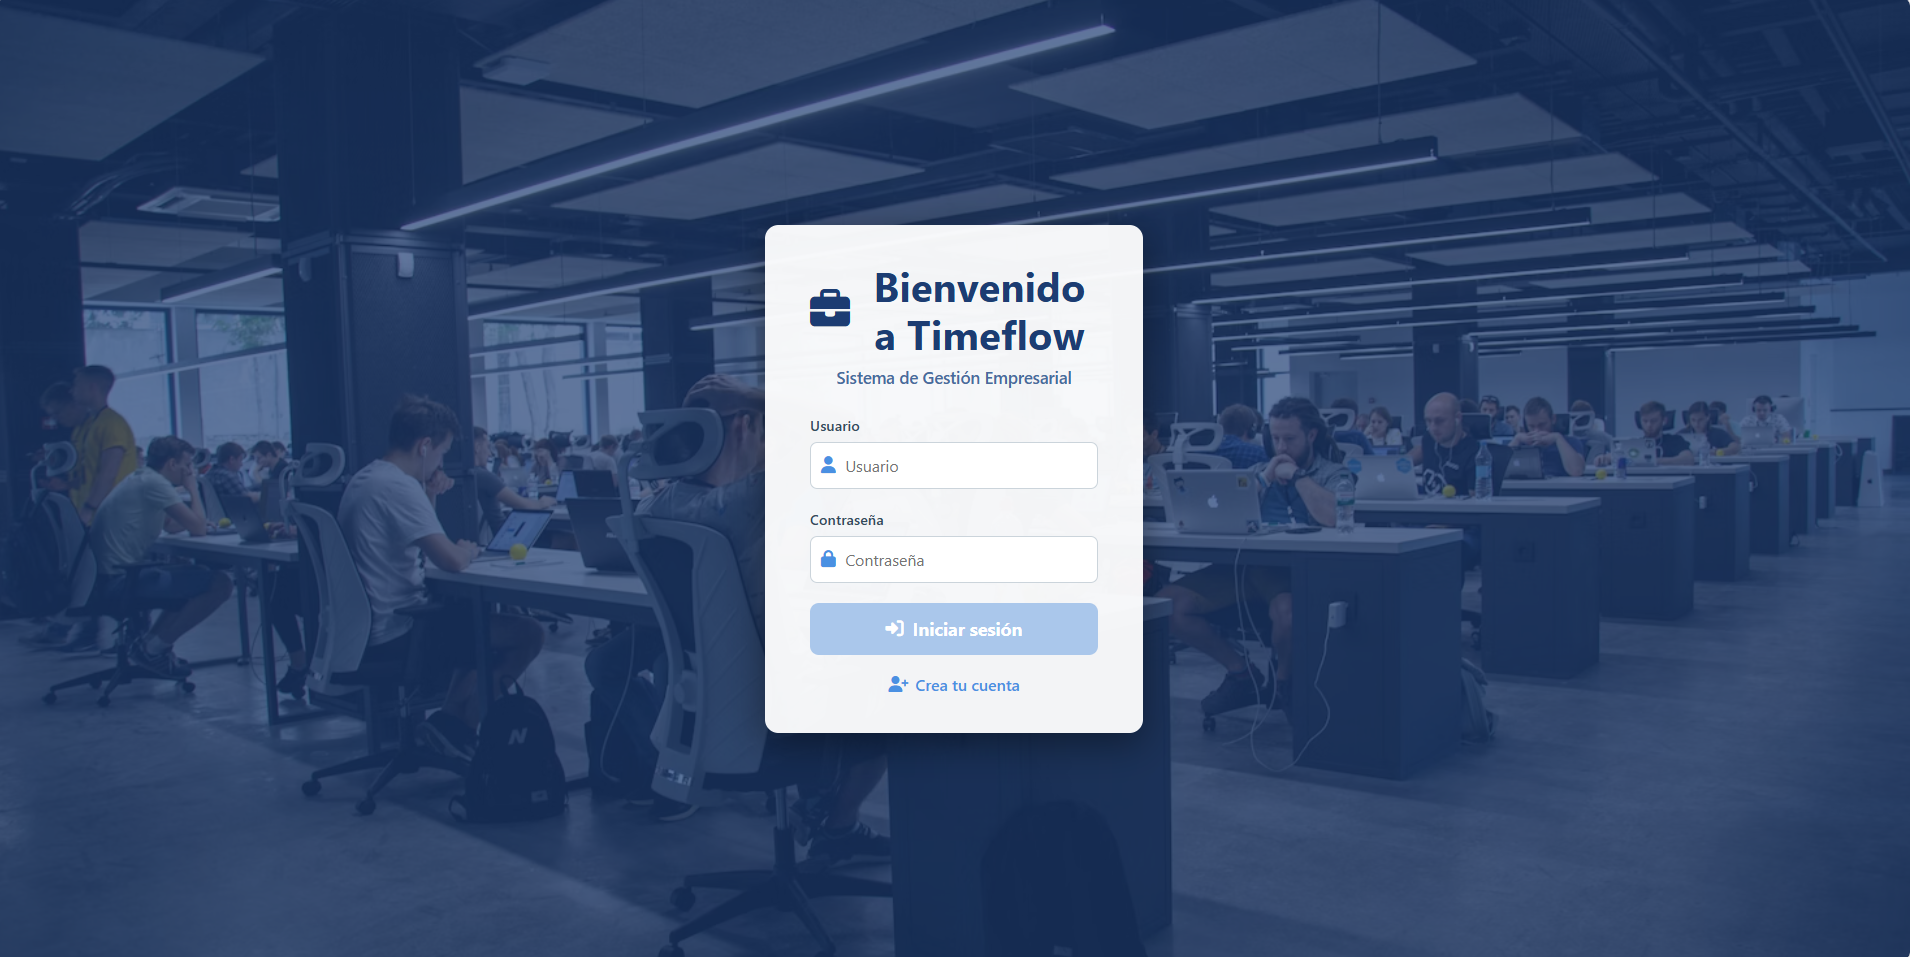 Bienvenido
a Timeflow
Sistema de Gestión Empresarial
Usuario
Usuario
Contraseña
Contraseña
Iniciar sesión
Crea tu cuenta